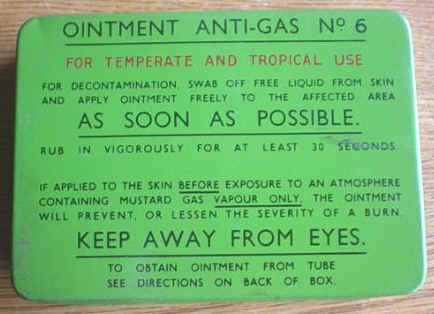 OINTMENT ANTI-GAS Nº 6
FOR TEMPERATE AND TROPICAL USE
FOR DECONTAMINATION, SWAB OFF FREE LIQUID FROM SKIN
AND APPLY OINTMENT FREELY TO THE AFFECTED AREA
AS SOON AS POSSIBLE.
RUB IN VIGOROUSLY FOR AT LEAST 30 SECONDS
IF APPLIED TO THE SKIN BEFORE EXPOSURE TO AN ATMOSPHERE
CONTAINING MUSTARD GAS VAPOUR ONLY, THE OINTMENT
WILL PREVENT, OR LESSEN THE SEVERITY OF A BURN.
KEEP AWAY FROM EYES.
TO OBTAIN OINTMENT FROM TUBE
SEE DIRECTIONS ON BACK OF BOX.